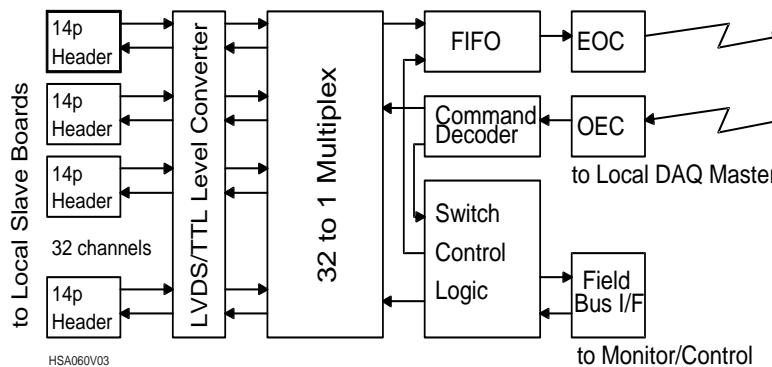 to Local Slave Boards
14p
Header
14p
Header
14p
Header
32 channels
14p
Header
HSA060V03
LVDS/TTL Level Converter
32 to 1 Multiplex
FIFO
EOC
Command
Decoder
OEC
to Local DAQ Master
Switch
Control
Logic
Field
Bus I/F
to Monitor/Control